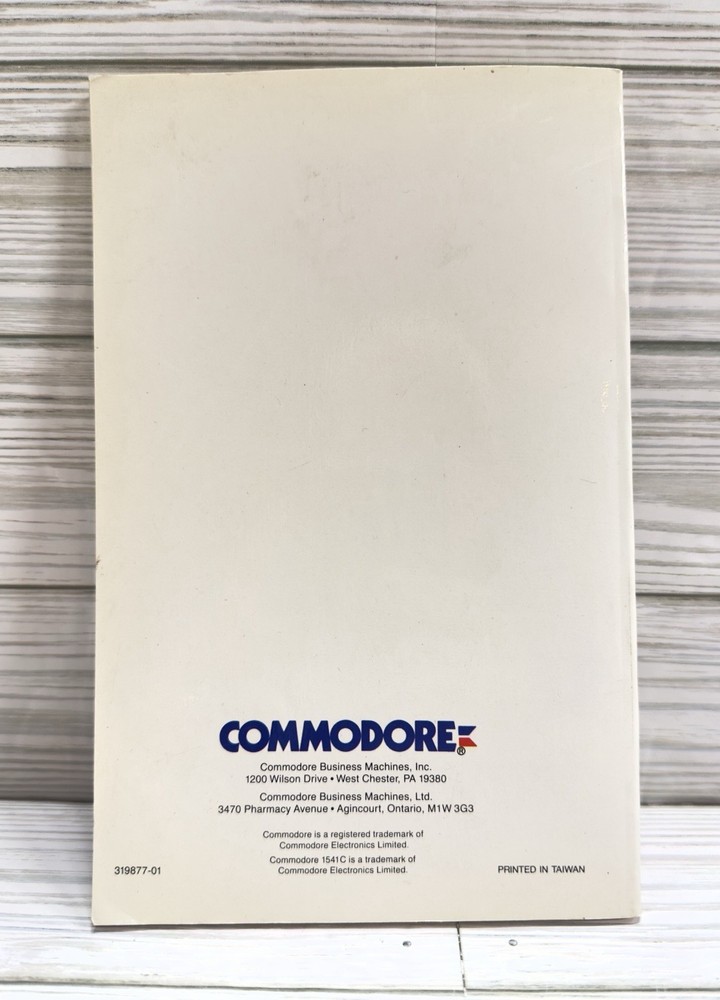 COMMODORE®
Commodore Business Machines, Inc.
1200 Wilson Drive • West Chester, PA 19380
Commodore Business Machines, Ltd.
3470 Pharmacy Avenue • Agincourt, Ontario, M1W 3G3
Commodore is a registered trademark of
Commodore Electronics Limited.
Commodore 1541C is a trademark of
Commodore Electronics Limited.
319877-01
PRINTED IN TAIWAN